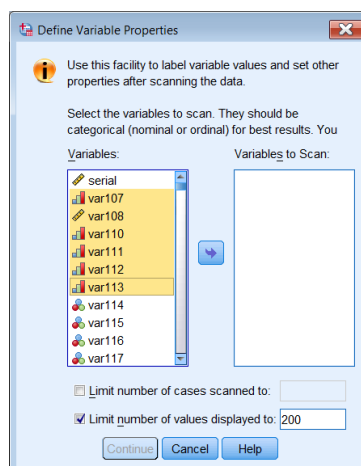 Define Variable Properties
Use this facility to label variable values and set other
properties after scanning the data.
Select the variables to scan. They should be
categorical (nominal or ordinal) for best results. You
Variables:
Variables to Scan:
serial
var107
var108
var110
var111
var112
var113
var114
var115
var116
var117
Limit number of cases scanned to:
Limit number of values displayed to: 200
Continue Cancel Help